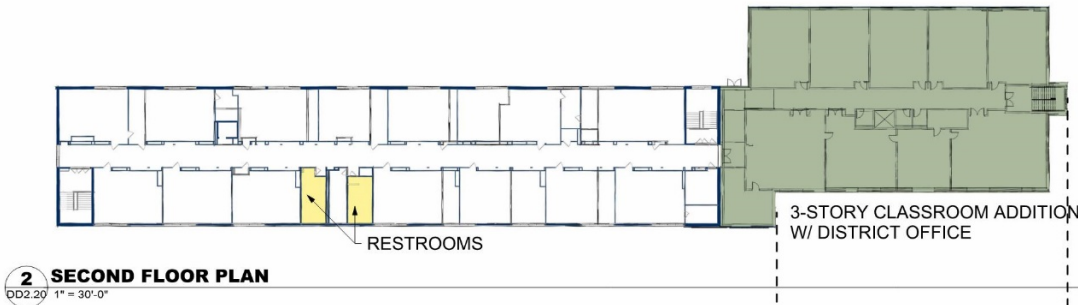 RESTROOMS
3-STORY CLASSROOM ADDITION
W/ DISTRICT OFFICE
2 SECOND FLOOR PLAN
DD2.20 1" = 30'-0"